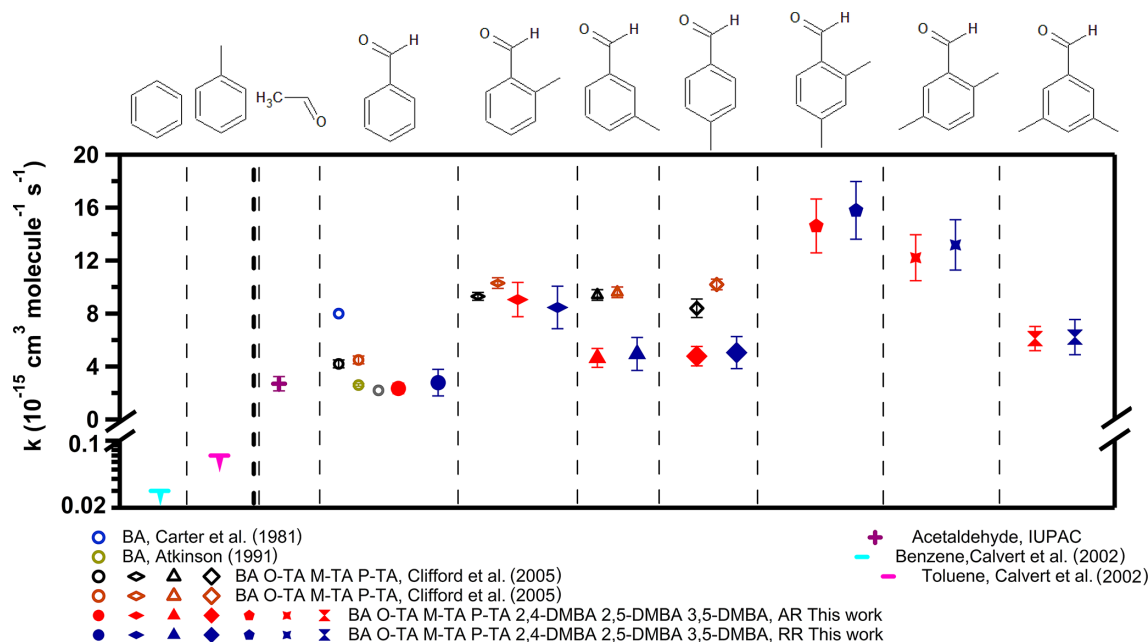 O H
O H
O H
O H
O H
O H
O H
H₃C O
20
16
12
8
4
0
0.1
0.02
k (10⁻¹⁵ cm³ molecule⁻¹ s⁻¹)
BA, Carter et al. (1981)
BA, Atkinson (1991)
BA O-TA M-TA P-TA, Clifford et al. (2005)
BA O-TA M-TA P-TA, Clifford et al. (2005)
BA O-TA M-TA P-TA 2,4-DMBA 2,5-DMBA 3,5-DMBA, AR This work
BA O-TA M-TA P-TA 2,4-DMBA 2,5-DMBA 3,5-DMBA, RR This work
Acetaldehyde, IUPAC
Benzene,Calvert et al. (2002)
Toluene, Calvert et al. (2002)